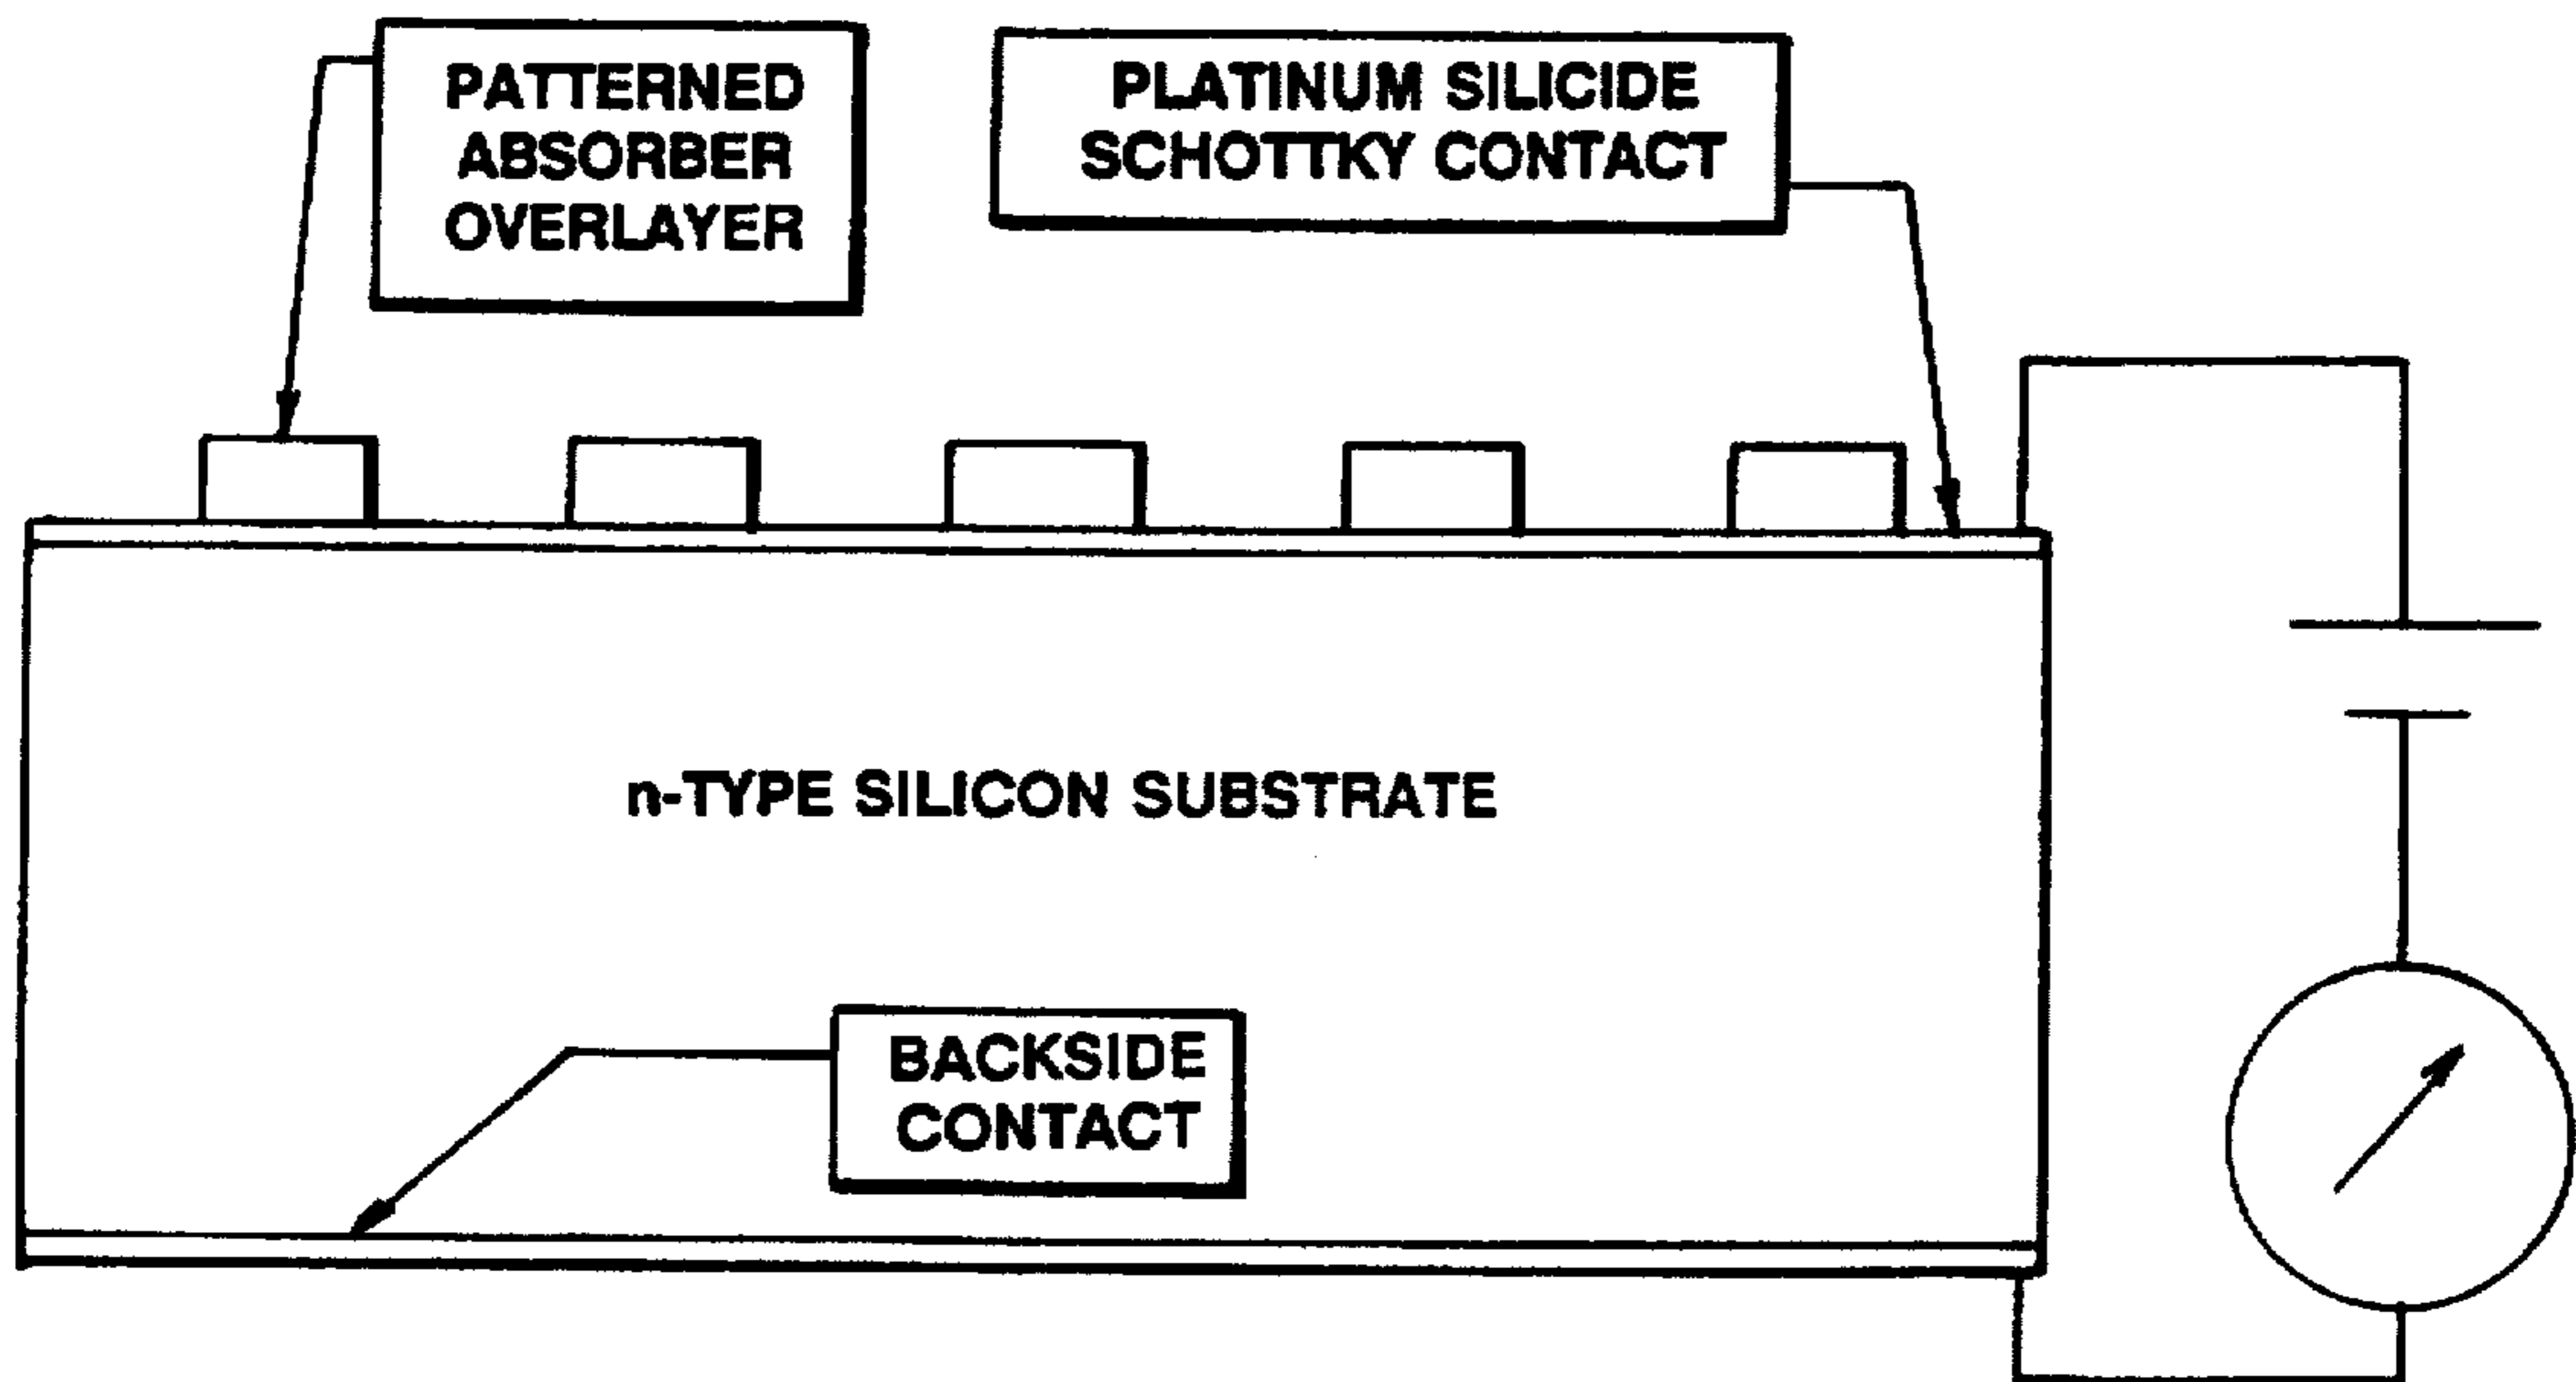 PATTERNED
ABSORBER
OVERLAYER
PLATINUM SILICIDE
SCHOTTKY CONTACT
n-TYPE SILICON SUBSTRATE
BACKSIDE
CONTACT